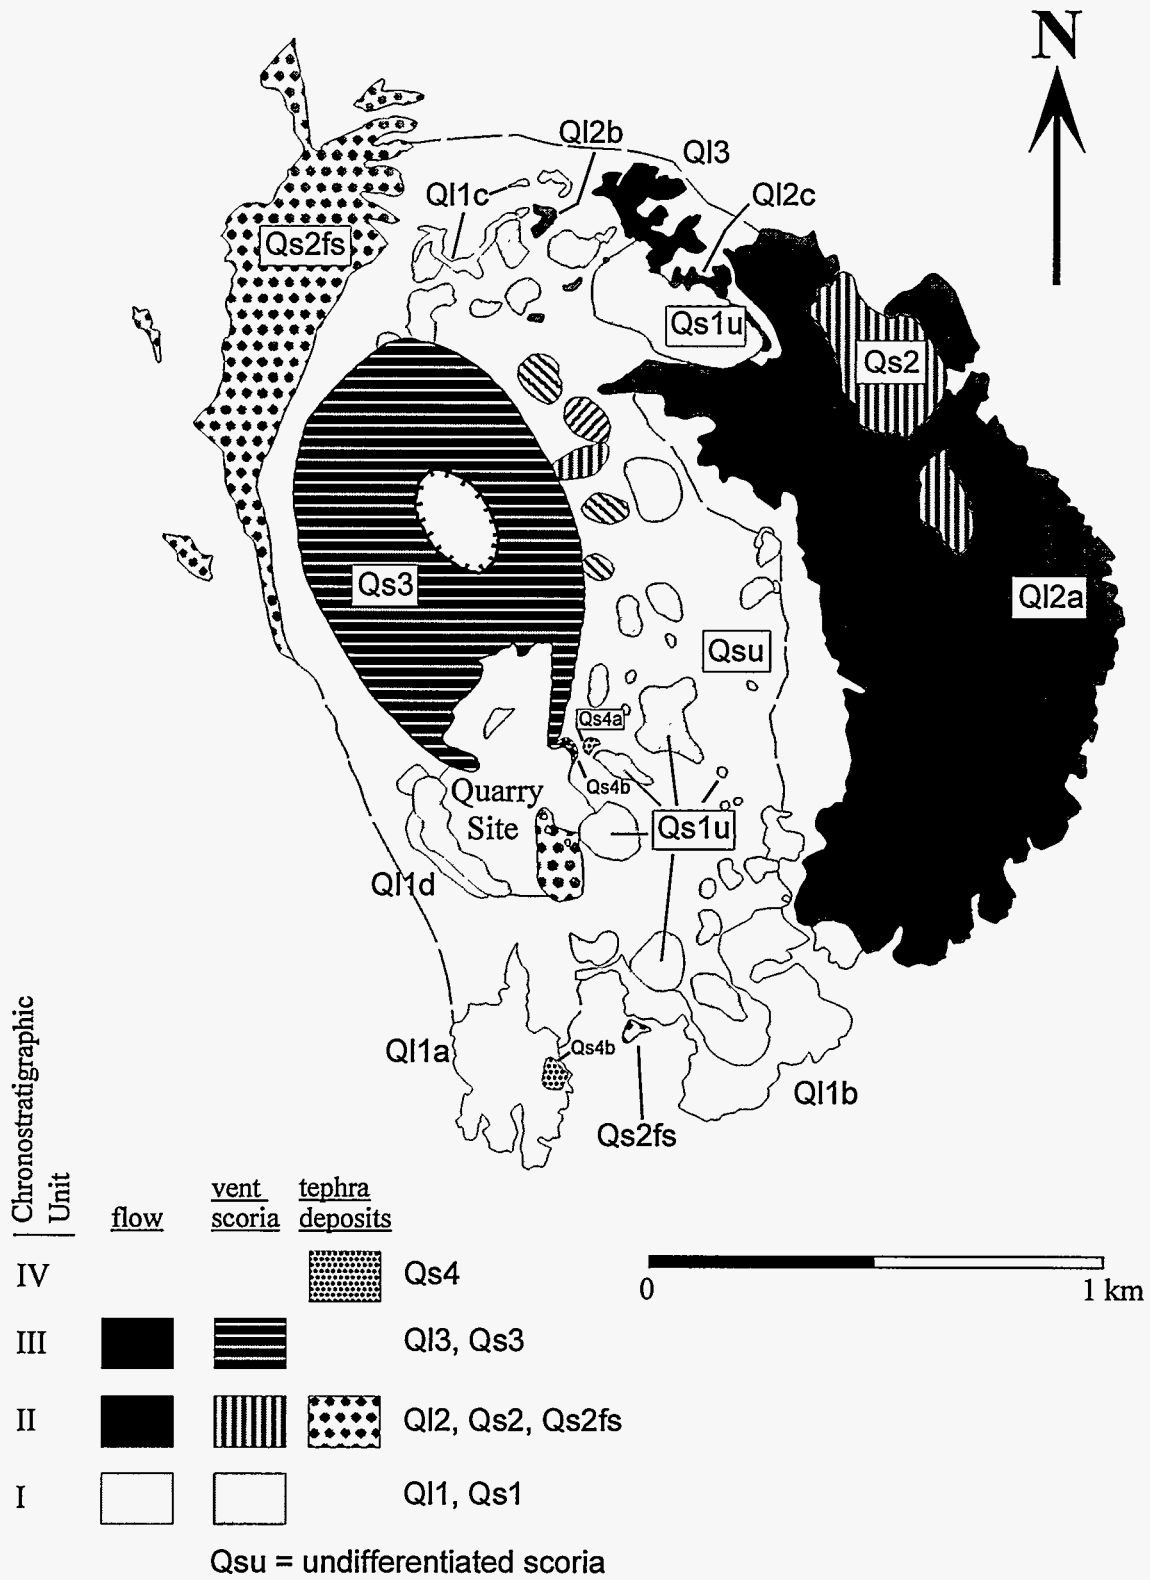 N
Ql2b
Ql3
Ql1c
Ql2c
Qs2fs
Qs1u
Qs2
Qs3
Ql2a
Qsu
Qs4a
Qs4b
Quarry
Site
Qs1u
Ql1d
Ql1a
Qs4b
Ql1b
Qs2fs
Chronostratigraphic
Unit
flow
vent
scoria
tephra
deposits
IV
Qs4
0
1 km
III
Ql3, Qs3
II
Ql2, Qs2, Qs2fs
I
Ql1, Qs1
Qsu = undifferentiated scoria